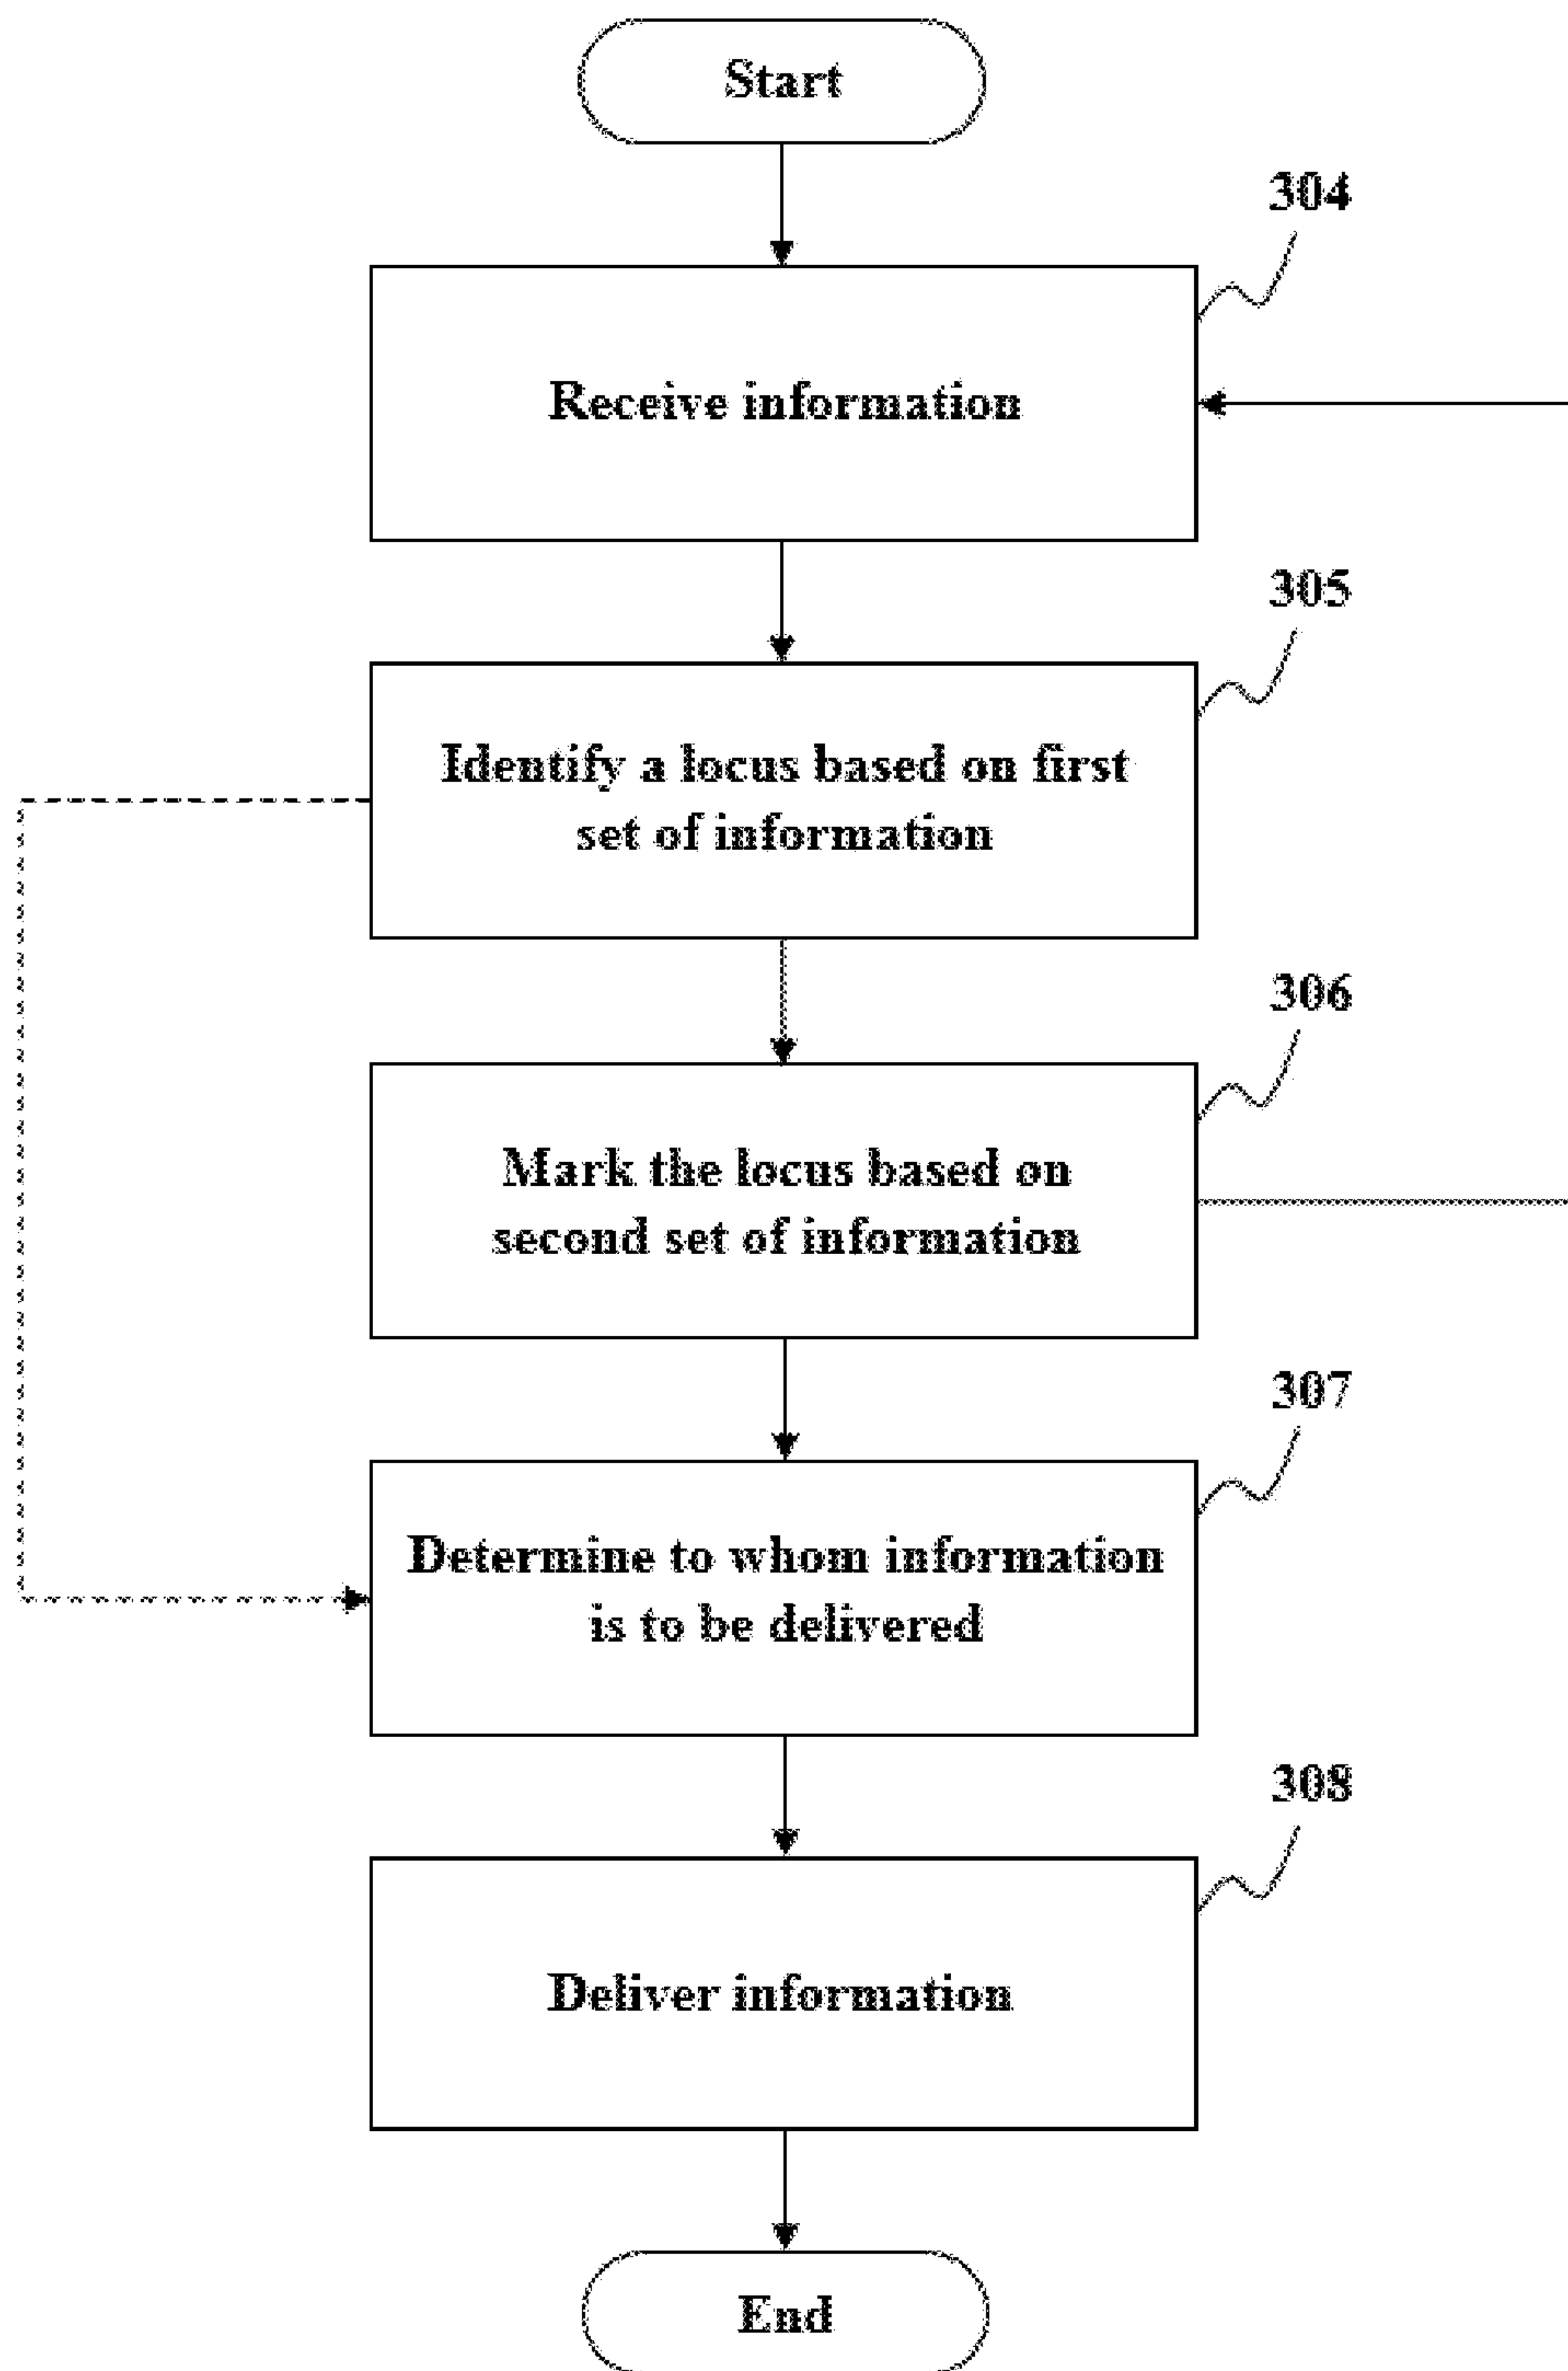 Start
304
Receive information
305
Identify a locus based on first
set of information
306
Mark the locus based on
second set of information
307
Determine to whom information
is to be delivered
308
Deliver information
End